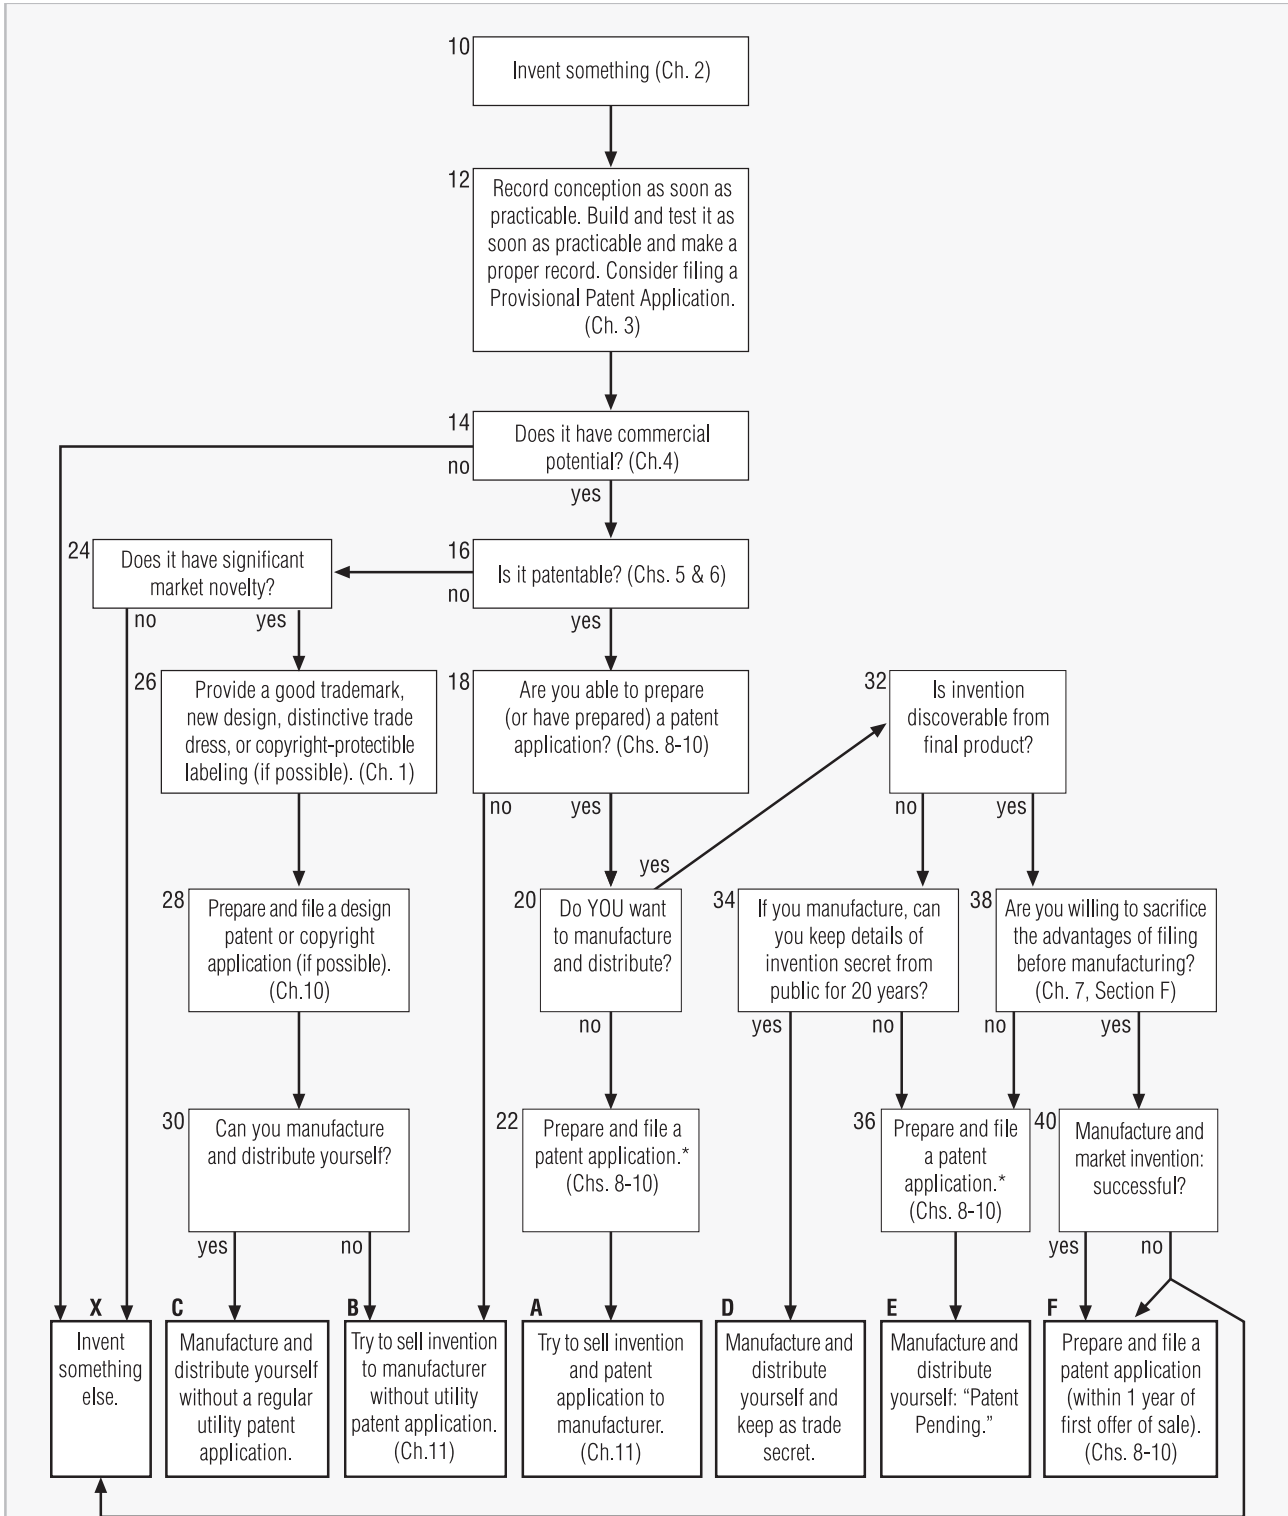 10
Invent something (Ch. 2)
12
Record conception as soon as
practicable. Build and test it as
soon as practicable and make a
proper record. Consider filing a
Provisional Patent Application.
(Ch. 3)
14
Does it have commercial
potential? (Ch.4)
no
yes
24
Does it have significant
market novelty?
no
yes
16
Is it patentable? (Chs. 5 & 6)
no
yes
26
Provide a good trademark,
new design, distinctive trade
dress, or copyright-protectible
labeling (if possible). (Ch. 1)
18
Are you able to prepare
(or have prepared) a patent
application? (Chs. 8-10)
no
yes
32
Is invention
discoverable from
final product?
no
yes
28
Prepare and file a design
patent or copyright
application (if possible).
(Ch.10)
20
Do YOU want
to manufacture
and distribute?
yes
no
34
If you manufacture, can
you keep details of
invention secret from
public for 20 years?
yes
no
38
Are you willing to sacrifice
the advantages of filing
before manufacturing?
(Ch. 7, Section F)
no
yes
30
Can you manufacture
and distribute yourself?
yes
no
22
Prepare and file a
patent application.*
(Chs. 8-10)
36
Prepare and file
a patent
application.*
(Chs. 8-10)
40
Manufacture and
market invention:
successful?
yes
no
X
Invent
something
else.
C
Manufacture and
distribute yourself
without a regular
utility patent
application.
B
Try to sell invention
to manufacturer
without utility
patent application.
(Ch.11)
A
Try to sell invention
and patent
application to
manufacturer.
(Ch.11)
D
Manufacture and
distribute
yourself and
keep as trade
secret.
E
Manufacture and
distribute
yourself: “Patent
Pending.”
F
Prepare and file a
patent application
(within 1 year of
first offer of sale).
(Chs. 8-10)